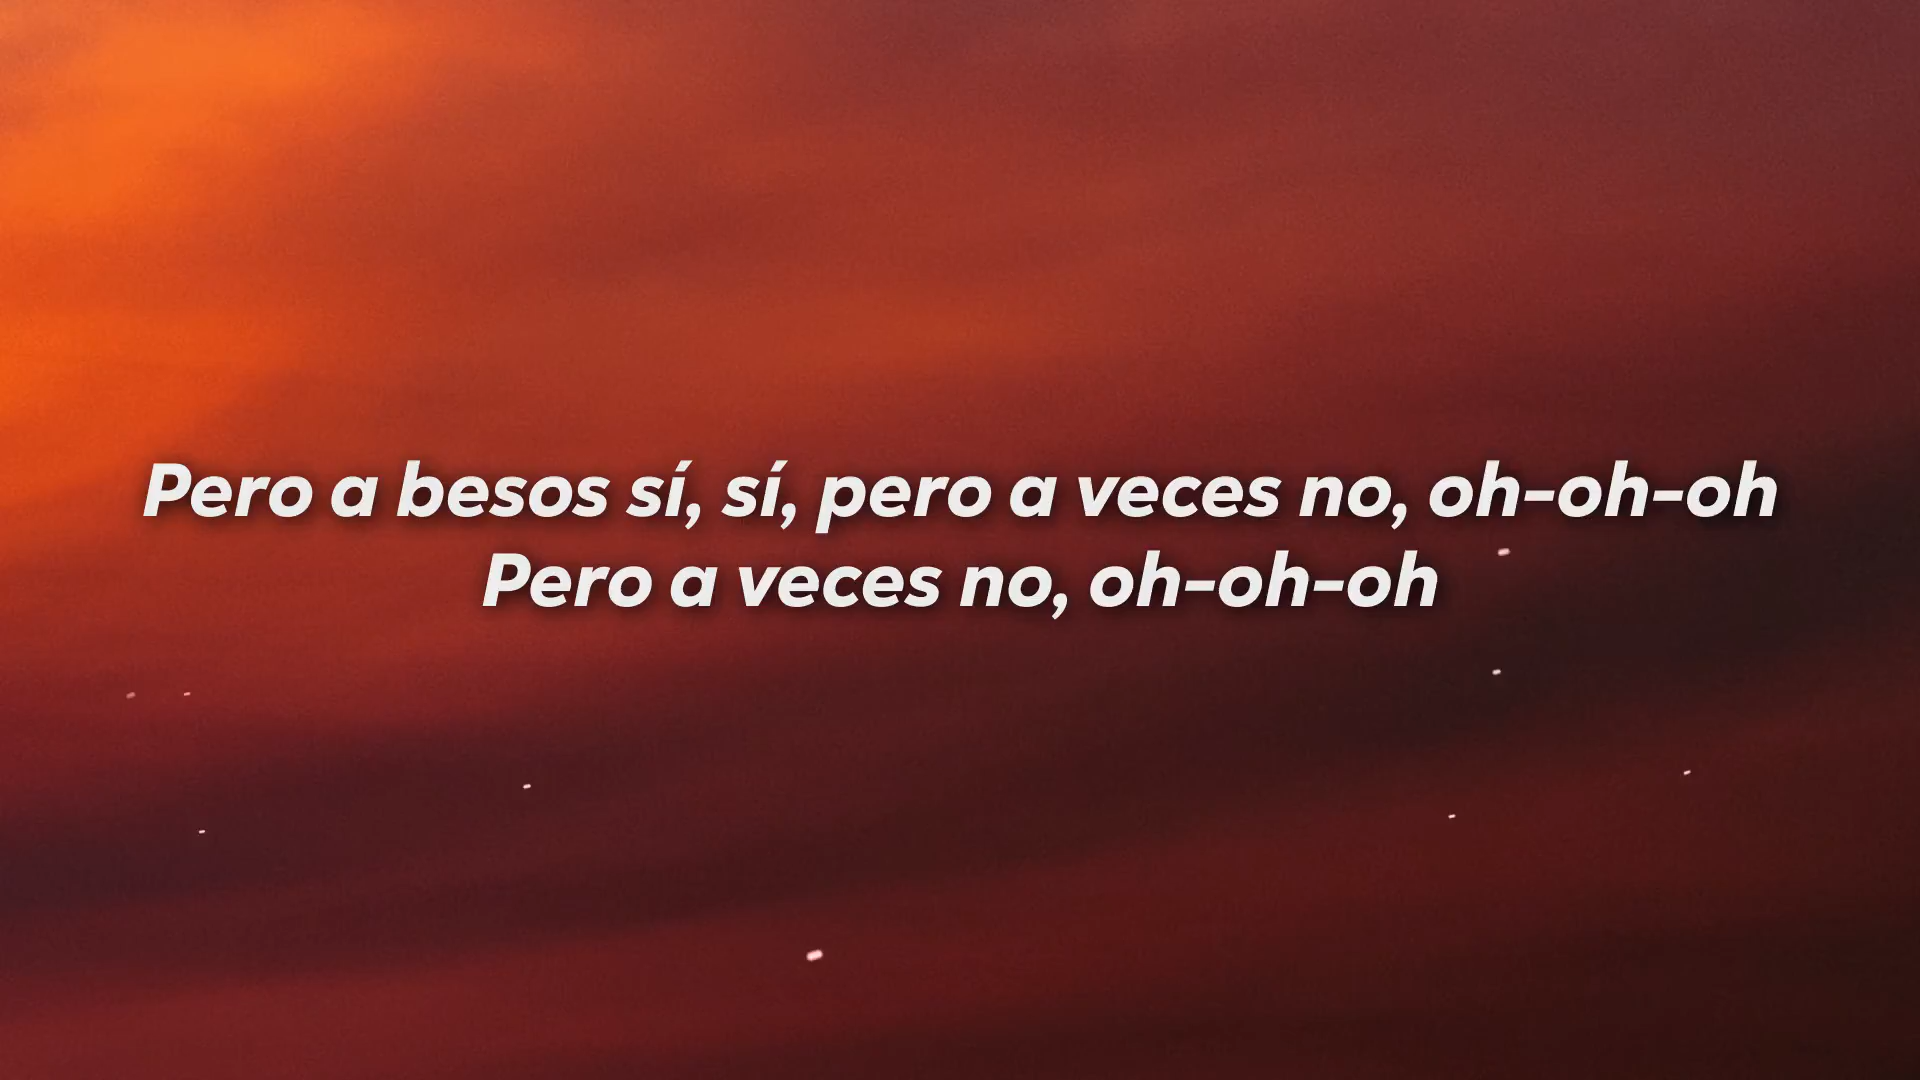 Pero a besos sí, sí, pero a veces no, oh-oh-oh
Pero a veces no, oh-oh-oh